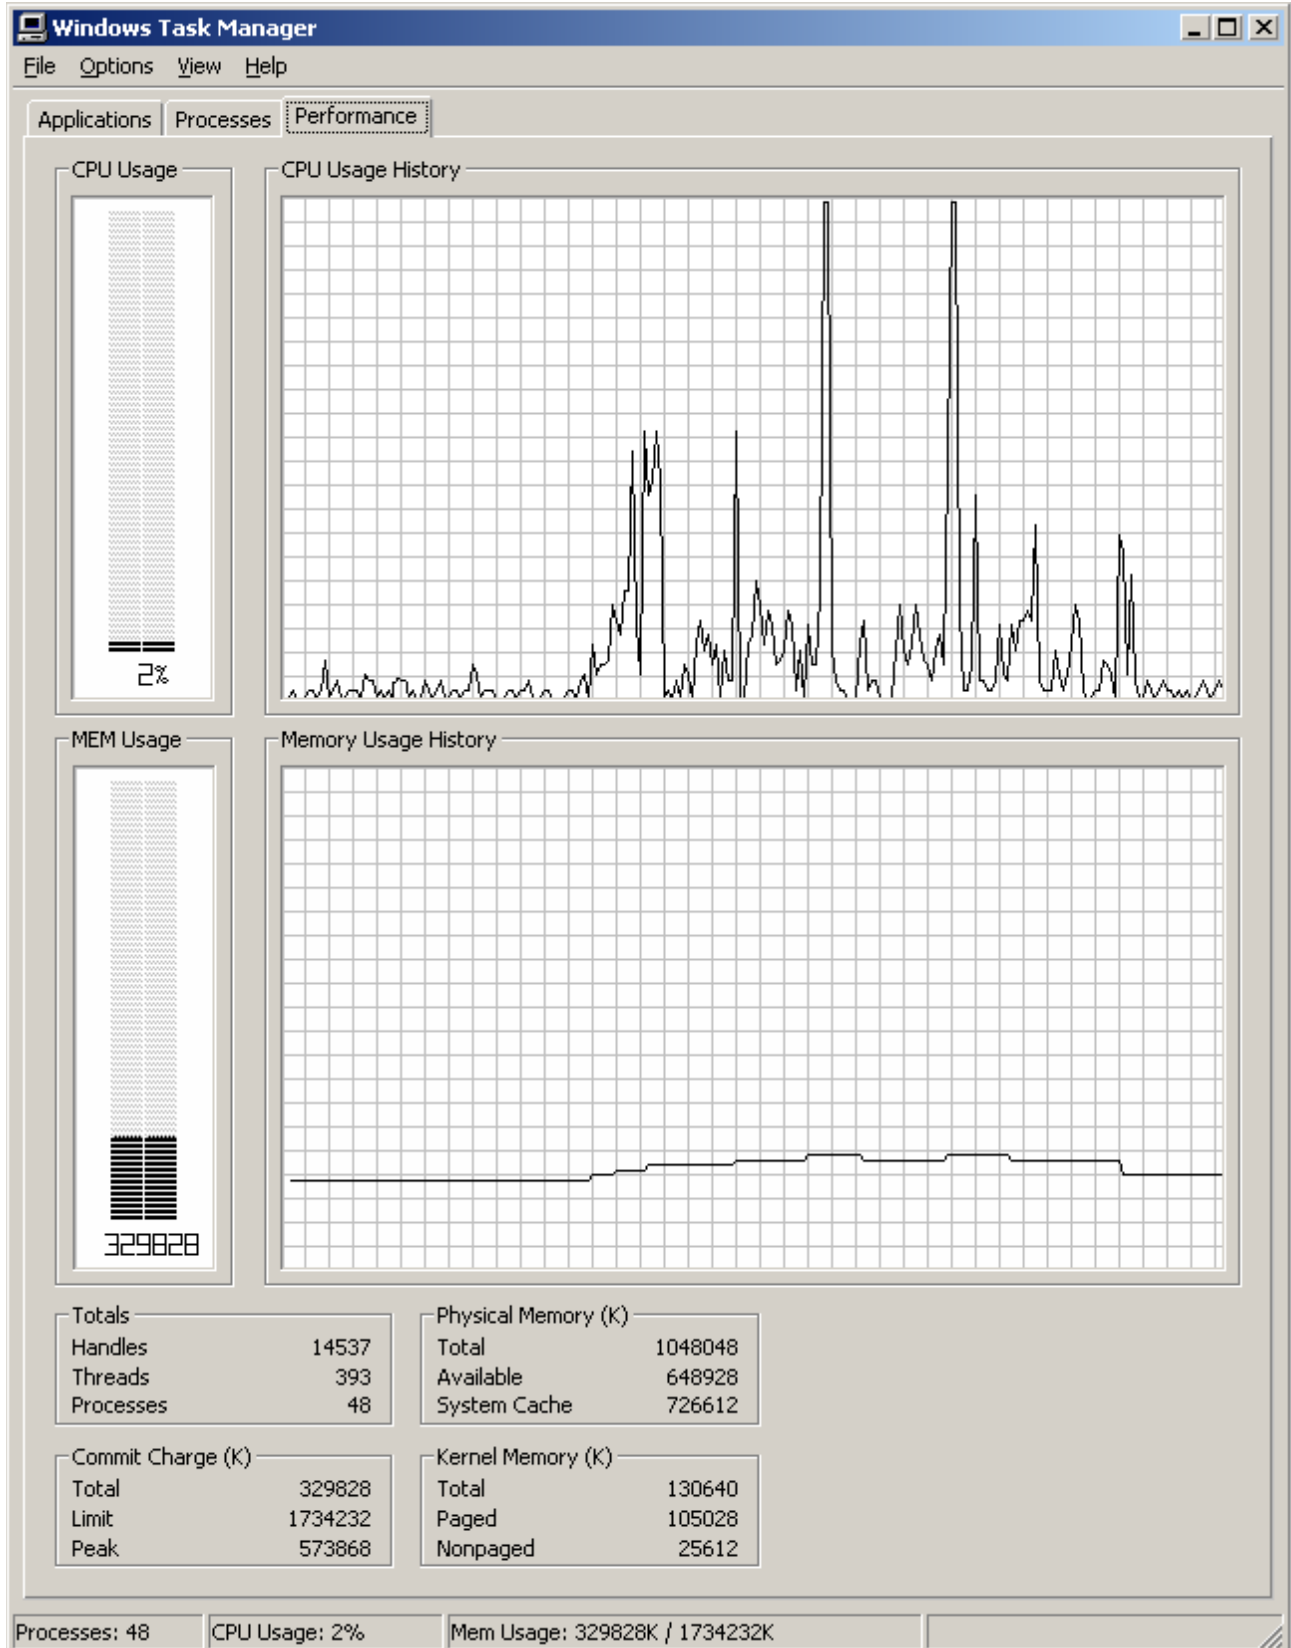 Windows Task Manager
File Options View Help
Applications Processes Performance
CPU Usage CPU Usage History
2%
MEM Usage Memory Usage History
329828
Totals Physical Memory (K)
Handles 14537 Total 1048048
Threads 393 Available 648928
Processes 48 System Cache 726612
Commit Charge (K) Kernel Memory (K)
Total 329828 Total 130640
Limit 1734232 Paged 105028
Peak 573868 Nonpaged 25612
Processes: 48 CPU Usage: 2% Mem Usage: 329828K / 1734232K